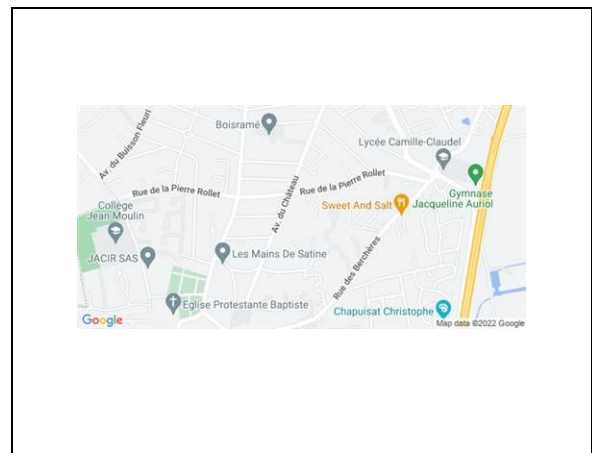 Boisramé
Av. du Buisson Fleuri
Lycée Camille-Claudel
Rue de la Pierre Rollet
Rue de la Pierre Rollet
Gymnase
Jacqueline Auriol
Collège
Jean Moulin
Sweet And Salt
Av. du Château
JACIR SAS
Les Mains De Satine
Rue des Berchères
Eglise Protestante Baptiste
Chapuisat Christophe
Google
Map data ©2022 Google